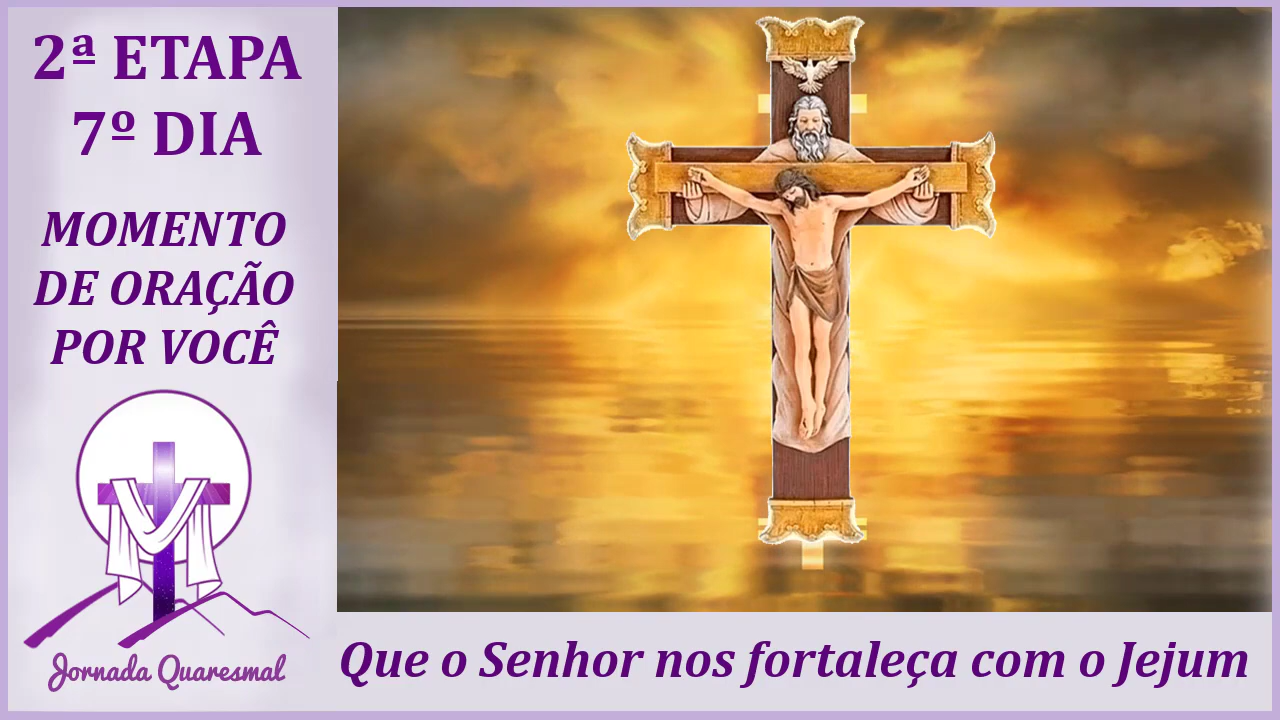 2ª ETAPA
7º DIA
MOMENTO
DE ORAÇÃO
POR VOCÊ
Jornada Quaresmal
Que o Senhor nos fortaleça com o Jejum